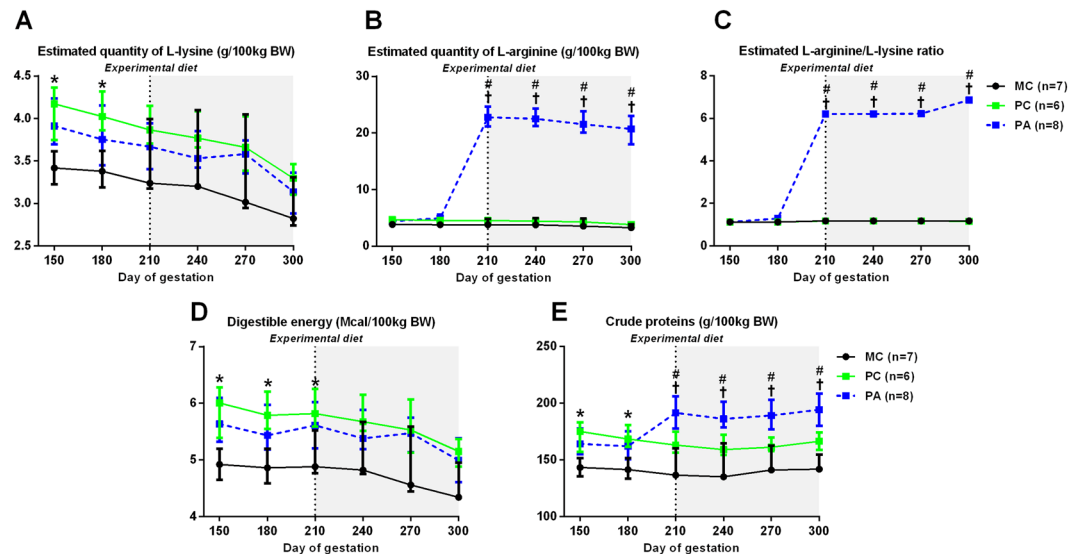 A
Estimated quantity of L-lysine (g/100kg BW)
Experimental diet
4.5
4.0
3.5
3.0
2.5
* *
150 180 210 240 270 300
Day of gestation
B
Estimated quantity of L-arginine (g/100kg BW)
Experimental diet
30
20
10
0
# # # #
† † † †
150 180 210 240 270 300
Day of gestation
C
Estimated L-arginine/L-lysine ratio
Experimental diet
8
6
4
2
0
# # # #
† † † †
150 180 210 240 270 300
Day of gestation
MC (n=7)
PC (n=6)
PA (n=8)
D
Digestible energy (Mcal/100kg BW)
Experimental diet
7
6
5
4
* * *
150 180 210 240 270 300
Day of gestation
E
Crude proteins (g/100kg BW)
Experimental diet
250
200
150
100
* *
# # # #
† † † †
150 180 210 240 270 300
Day of gestation
MC (n=7)
PC (n=6)
PA (n=8)